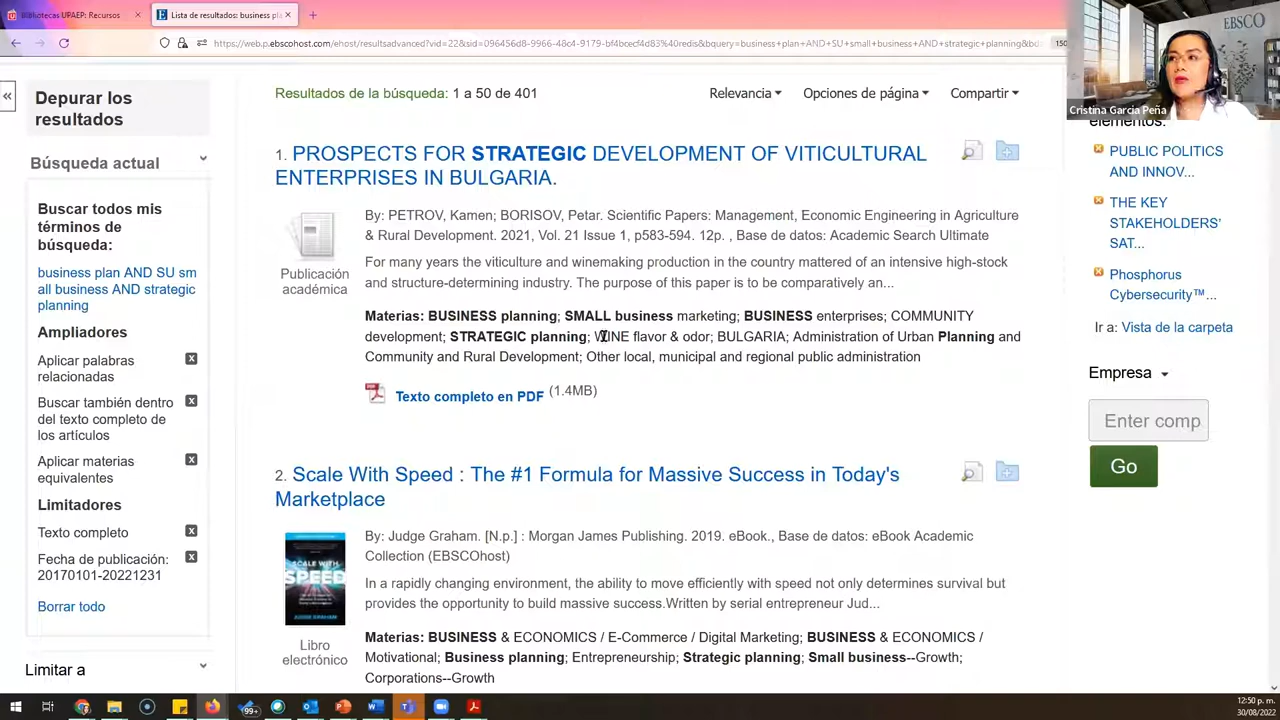 Bibliotecas UPAEP: Recursos
Lista de resultados: business pla
https://web.p.ebscohost.com/ehost/resultsadvanced?vid=22&sid=096456d8-9966-48c4-9179-bf4bcecf4d83%40redis&bquery=business+plan+AND+SU+small+business+AND+strategic+planning&bd
150
EBSCO
Cristina Garcia Peña
Depurar los
resultados
Búsqueda actual
Buscar todos mis
términos de
búsqueda:
business plan AND SU sm
all business AND strategic
planning
Ampliadores
Aplicar palabras
relacionadas
Buscar también dentro
del texto completo de
los artículos
Aplicar materias
equivalentes
Limitadores
Texto completo
Fecha de publicación:
20170101-20221231
Borrar todo
Limitar a
Resultados de la búsqueda: 1 a 50 de 401
Relevancia
Opciones de página
Compartir
1. PROSPECTS FOR STRATEGIC DEVELOPMENT OF VITICULTURAL
ENTERPRISES IN BULGARIA.
Publicación
académica
By: PETROV, Kamen; BORISOV, Petar. Scientific Papers: Management, Economic Engineering in Agriculture
& Rural Development. 2021, Vol. 21 Issue 1, p583-594. 12p. , Base de datos: Academic Search Ultimate
For many years the viticulture and winemaking production in the country mattered of an intensive high-stock
and structure-determining industry. The purpose of this paper is to be comparatively an...
Materias: BUSINESS planning; SMALL business marketing; BUSINESS enterprises; COMMUNITY
development; STRATEGIC planning; WINE flavor & odor; BULGARIA; Administration of Urban Planning and
Community and Rural Development; Other local, municipal and regional public administration
Texto completo en PDF (1.4MB)
2. Scale With Speed : The #1 Formula for Massive Success in Today's
Marketplace
SCALE WITH
SPEED
Libro
electrónico
By: Judge Graham. [N.p.] : Morgan James Publishing. 2019. eBook., Base de datos: eBook Academic
Collection (EBSCOhost)
In a rapidly changing environment, the ability to move efficiently with speed not only determines survival but
provides the opportunity to build massive success.Written by serial entrepreneur Jud...
Materias: BUSINESS & ECONOMICS / E-Commerce / Digital Marketing; BUSINESS & ECONOMICS /
Motivational; Business planning; Entrepreneurship; Strategic planning; Small business--Growth;
Corporations--Growth
elementos:
PUBLIC POLITICS
AND INNOV...
THE KEY
STAKEHOLDERS'
SAT...
Phosphorus
Cybersecurity™...
Ir a: Vista de la carpeta
Empresa
Enter comp
Go
99+
12:50 p. m.
30/08/2022